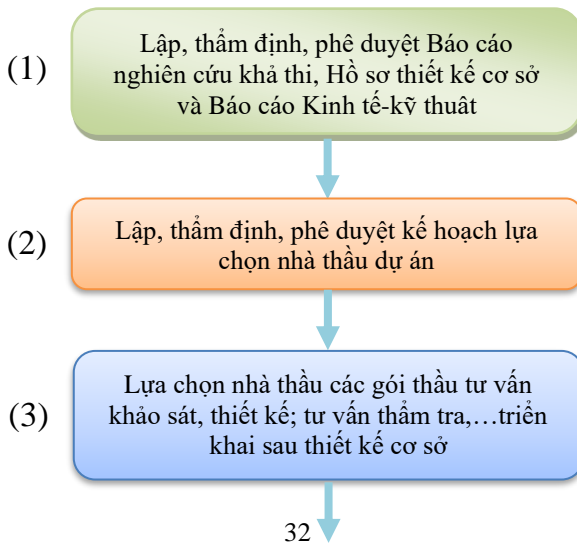 (1)
Lập, thẩm định, phê duyệt Báo cáo
nghiên cứu khả thi, Hồ sơ thiết kế cơ sở
và Báo cáo Kinh tế-kỹ thuât
(2)
Lập, thẩm định, phê duyệt kế hoạch lựa
chọn nhà thầu dự án
(3)
Lựa chọn nhà thầu các gói thầu tư vấn
khảo sát, thiết kế; tư vấn thẩm tra,…triển
khai sau thiết kế cơ sở
32